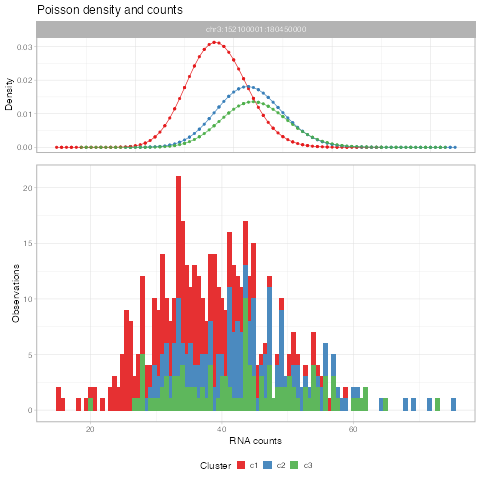 Poisson density and counts
chr3:152100001:180450000
Density
0.03
0.02
0.01
0.00
Observations
20
15
10
5
0
20 40 60
RNA counts
Cluster c1 c2 c3